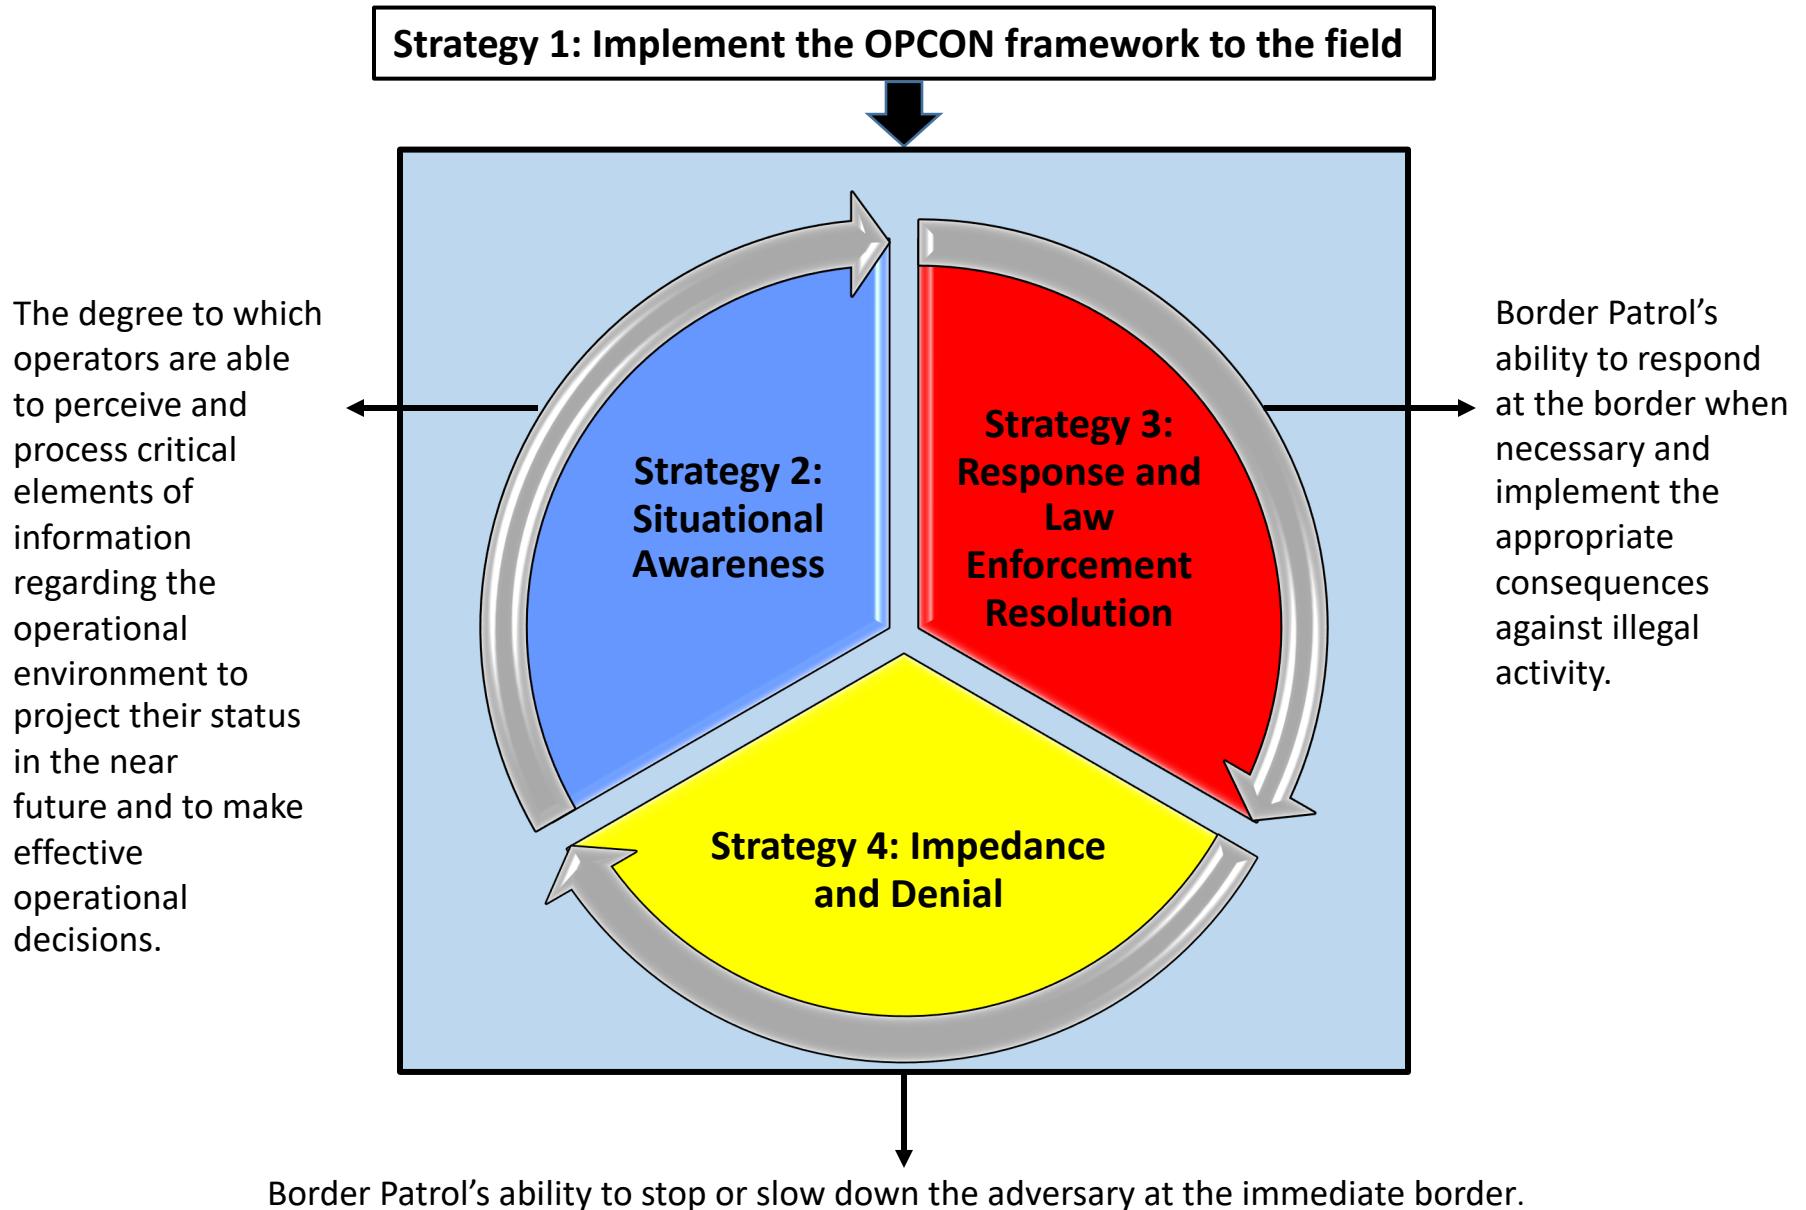 Strategy 1: Implement the OPCON framework to the field
The degree to which
operators are able
to perceive and
process critical
elements of
information
regarding the
operational
environment to
project their status
in the near
future and to make
effective
operational
decisions.
Strategy 2:
Situational
Awareness
Strategy 3:
Response and
Law
Enforcement
Resolution
Border Patrol’s
ability to respond
at the border when
necessary and
implement the
appropriate
consequences
against illegal
activity.
Strategy 4: Impedance
and Denial
Border Patrol’s ability to stop or slow down the adversary at the immediate border.